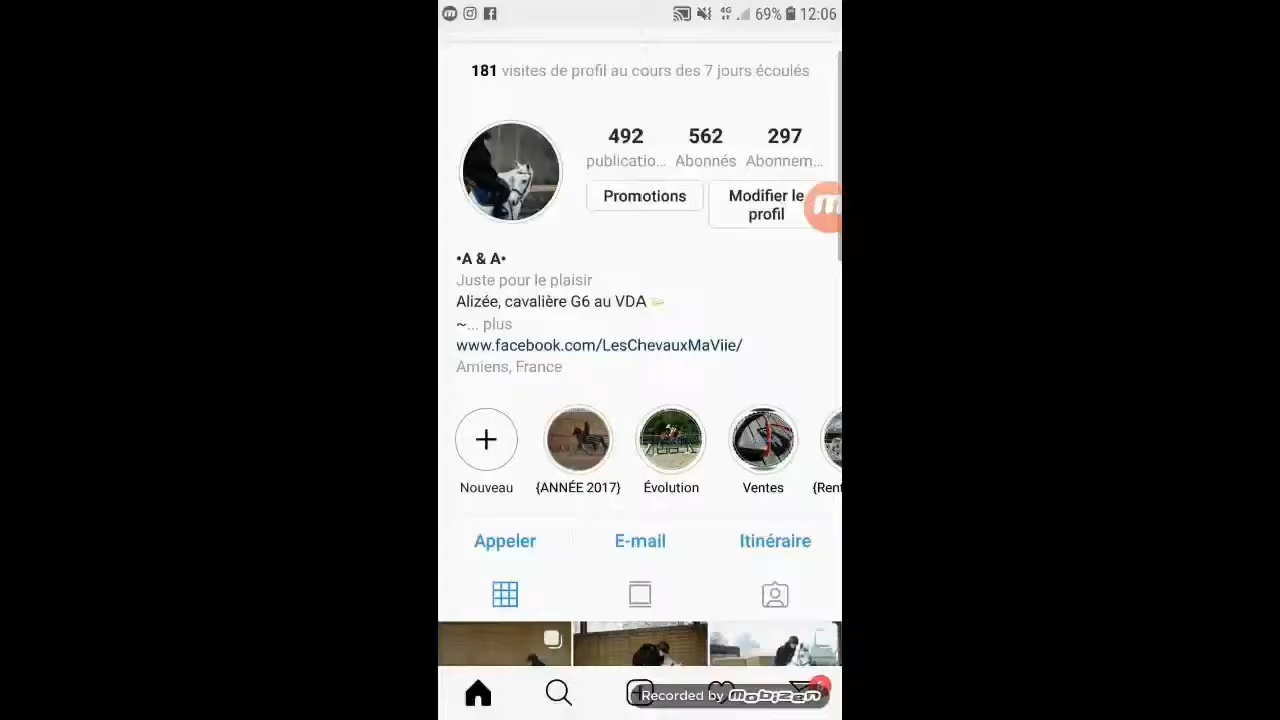 4G 69% 12:06
181 visites de profil au cours des 7 jours écoulés
492 562 297
publicatio... Abonnés Abonnem...
Promotions
Modifier le
profil
•A & A•
Juste pour le plaisir
Alizée, cavalière G6 au VDA
~... plus
www.facebook.com/LesChevauxMaViie/
Amiens, France
Nouveau {ANNÉE 2017} Évolution Ventes {Ren
Appeler E-mail Itinéraire
Recorded by mobizen